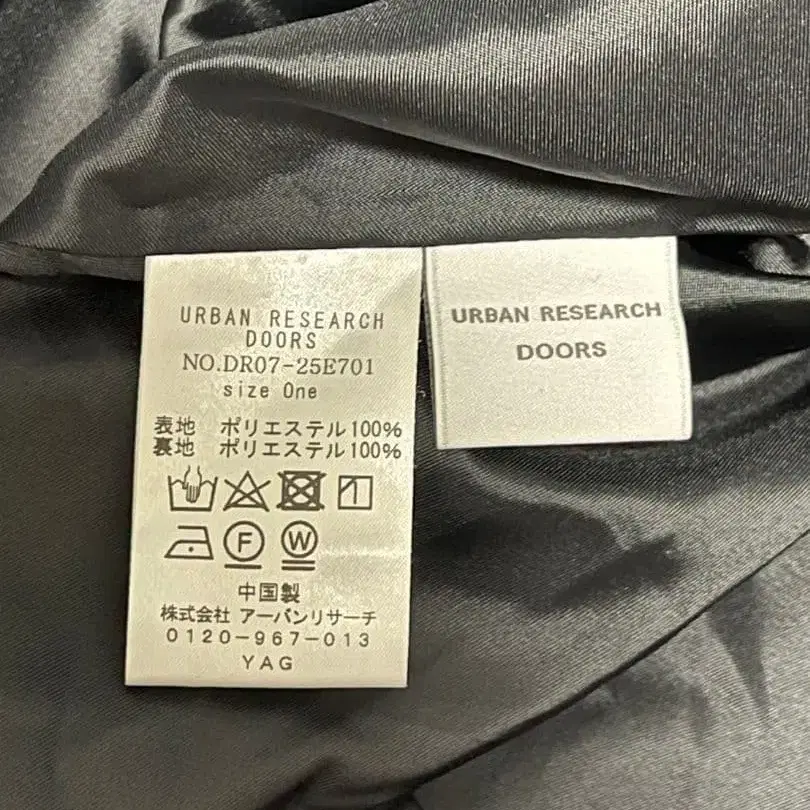 URBAN RESEARCH
DOORS
NO.DR07-25E701
size One
表地 ポリエステル100%
裏地 ポリエステル100%
F
W
中国製
株式会社 アーバンリサーチ
0120-967-013
YAG
URBAN RESEARCH
DOORS